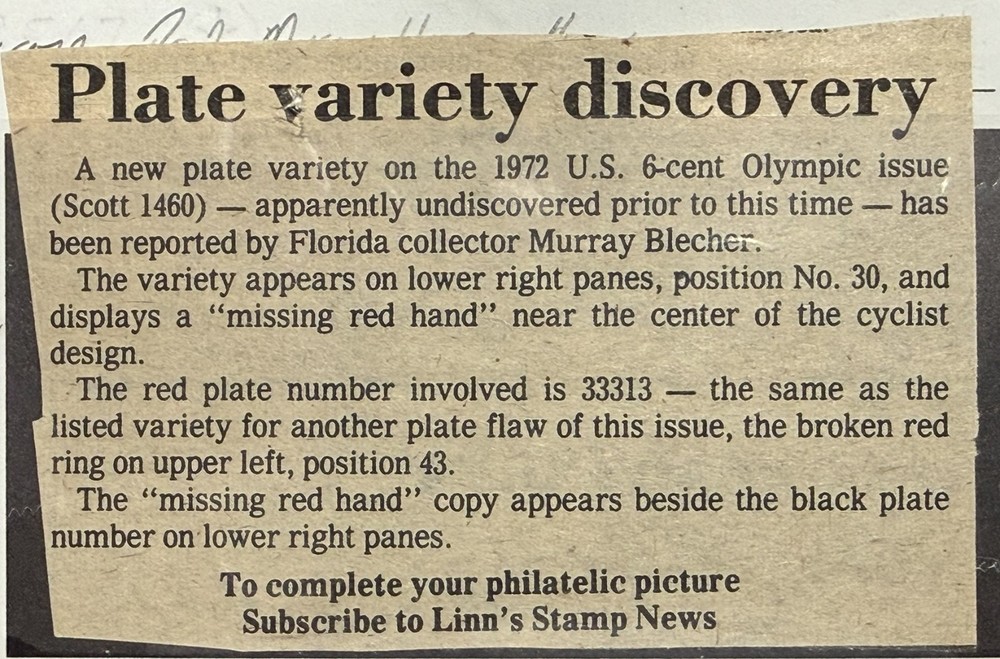 Plate variety discovery
A new plate variety on the 1972 U.S. 6-cent Olympic issue
(Scott 1460) — apparently undiscovered prior to this time — has
been reported by Florida collector Murray Blecher.
The variety appears on lower right panes, position No. 30, and
displays a “missing red hand” near the center of the cyclist
design.
The red plate number involved is 33313 — the same as the
listed variety for another plate flaw of this issue, the broken red
ring on upper left, position 43.
The “missing red hand” copy appears beside the black plate
number on lower right panes.
To complete your philatelic picture
Subscribe to Linn’s Stamp News